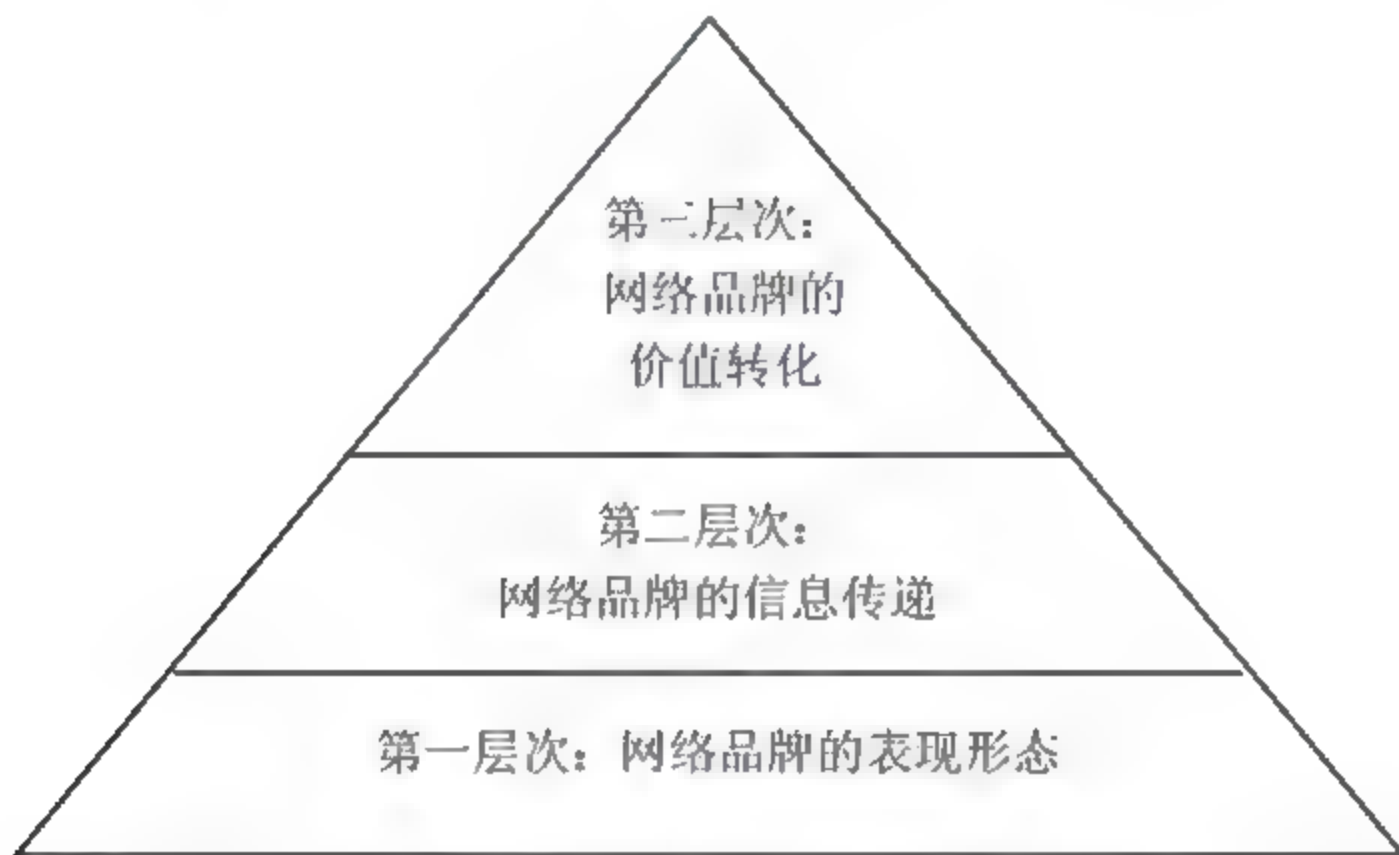 第三层次：
网络品牌的
价值转化
第二层次：
网络品牌的信息传递
第一层次：网络品牌的表现形态